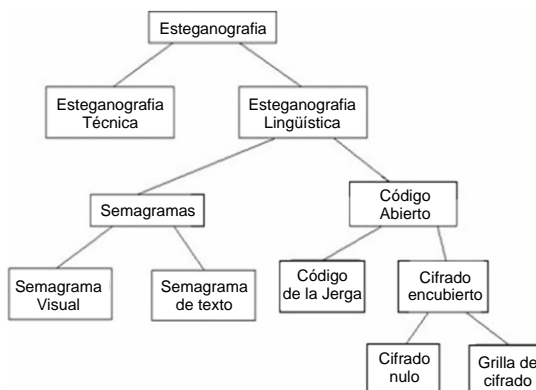 Esteganografia
Esteganografia
Técnica
Esteganografia
Lingüística
Semagramas
Código
Abierto
Semagrama
Visual
Semagrama
de texto
Código
de la Jerga
Cifrado
encubierto
Cifrado
nulo
Grilla de
cifrado